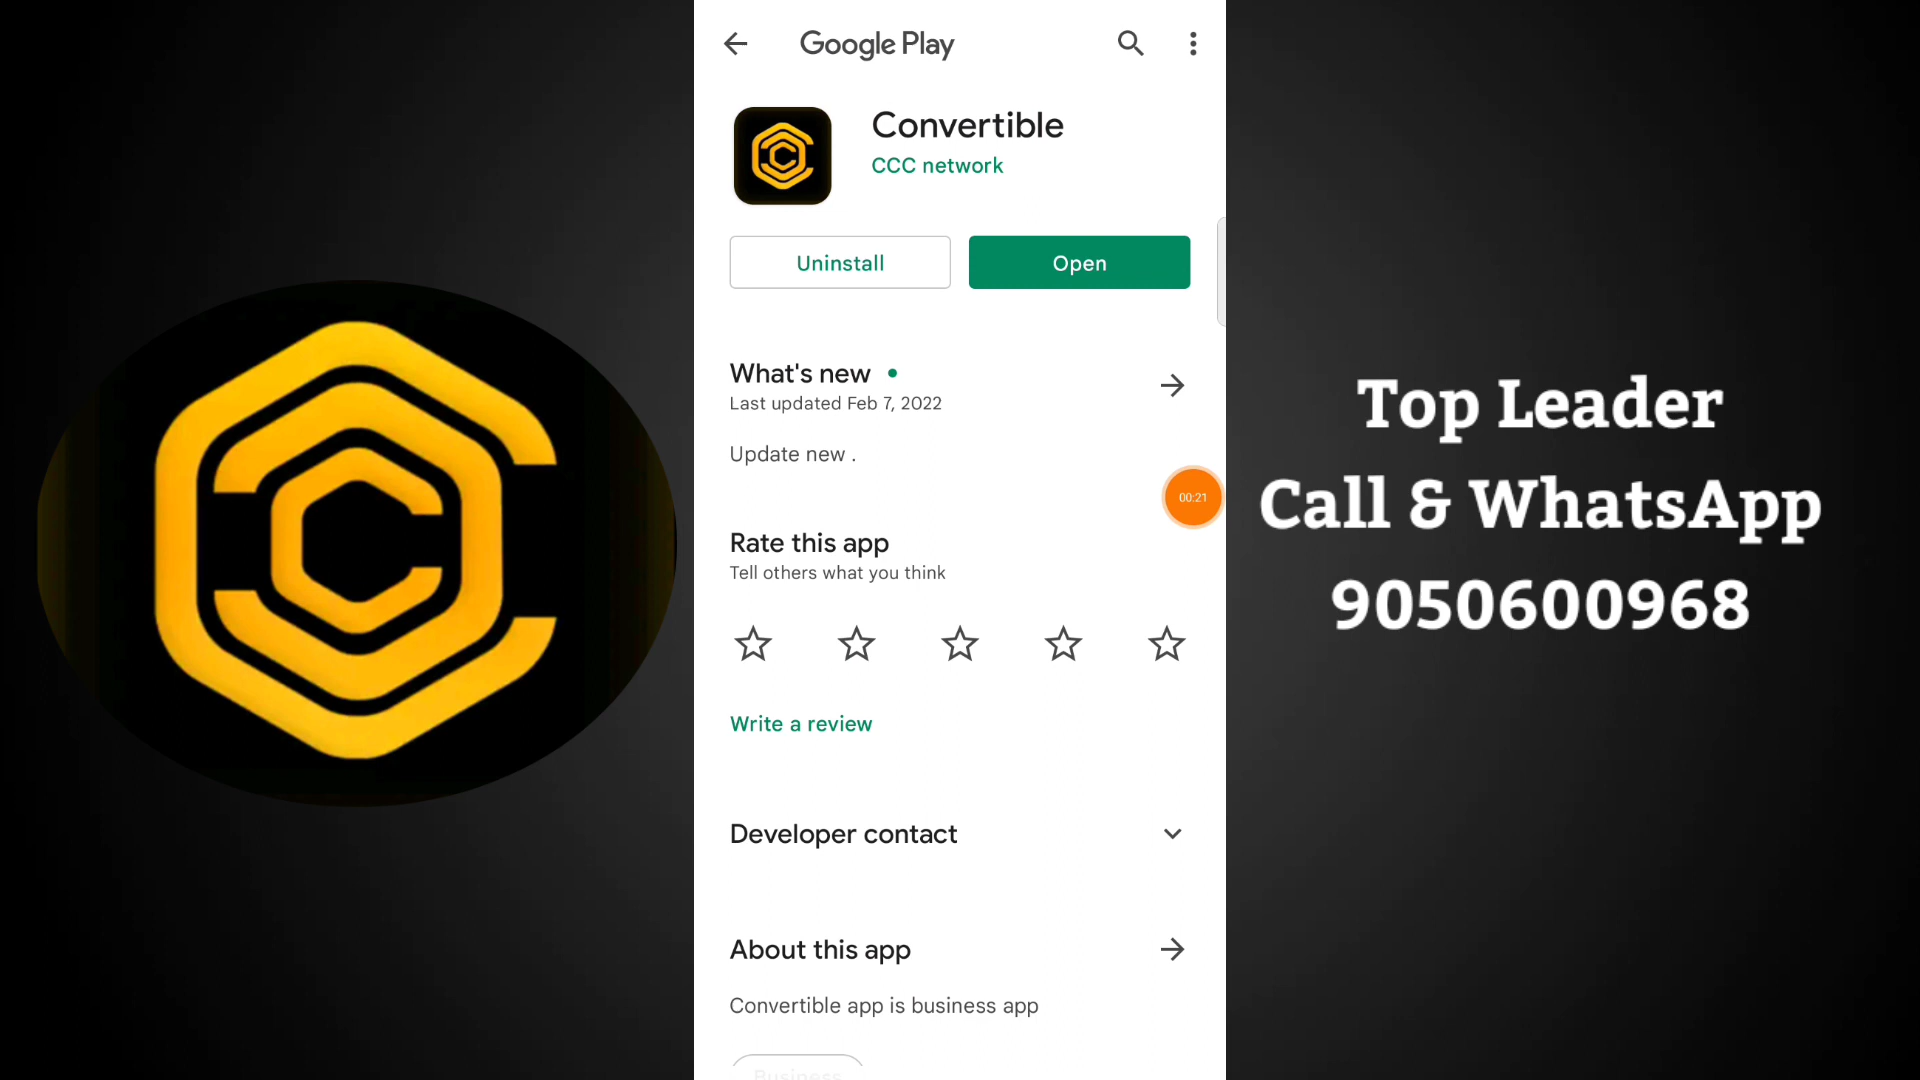 Google Play
Convertible
CCC network
Uninstall
Open
What's new
Last updated Feb 7, 2022
Update new .
00:21
Rate this app
Tell others what you think
Write a review
Developer contact
About this app
Convertible app is business app
Business
Top Leader
Call & WhatsApp
9050600968